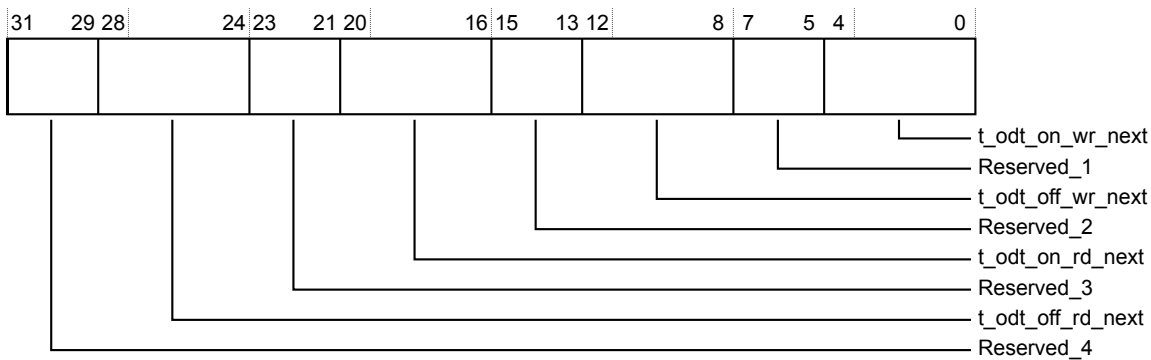 31 29 28 24 23 21 20 16 15 13 12 8 7 5 4 0
t_odt_on_wr_next
Reserved_1
t_odt_off_wr_next
Reserved_2
t_odt_on_rd_next
Reserved_3
t_odt_off_rd_next
Reserved_4